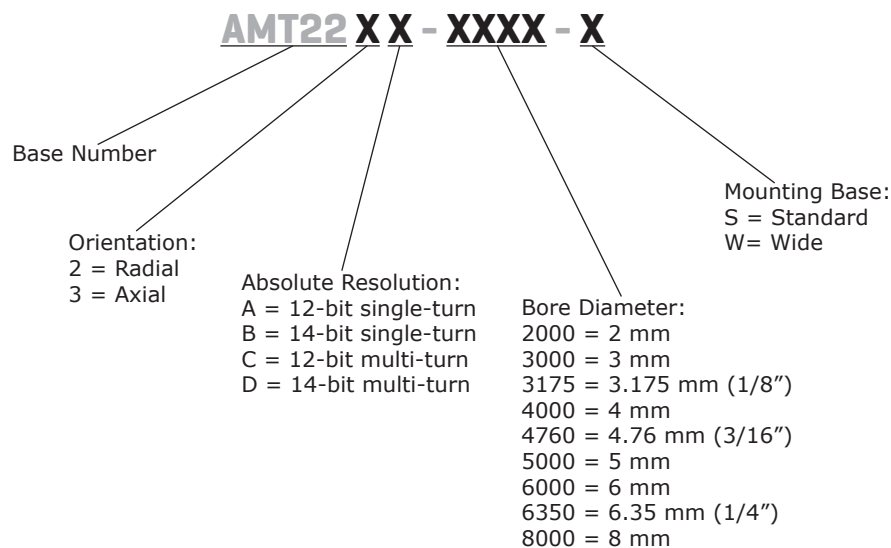 AMT22 X X - XXXX - X
Base Number
Orientation:
2 = Radial
3 = Axial
Absolute Resolution:
A = 12-bit single-turn
B = 14-bit single-turn
C = 12-bit multi-turn
D = 14-bit multi-turn
Bore Diameter:
2000 = 2 mm
3000 = 3 mm
3175 = 3.175 mm (1/8″)
4000 = 4 mm
4760 = 4.76 mm (3/16″)
5000 = 5 mm
6000 = 6 mm
6350 = 6.35 mm (1/4″)
8000 = 8 mm
Mounting Base:
S = Standard
W= Wide